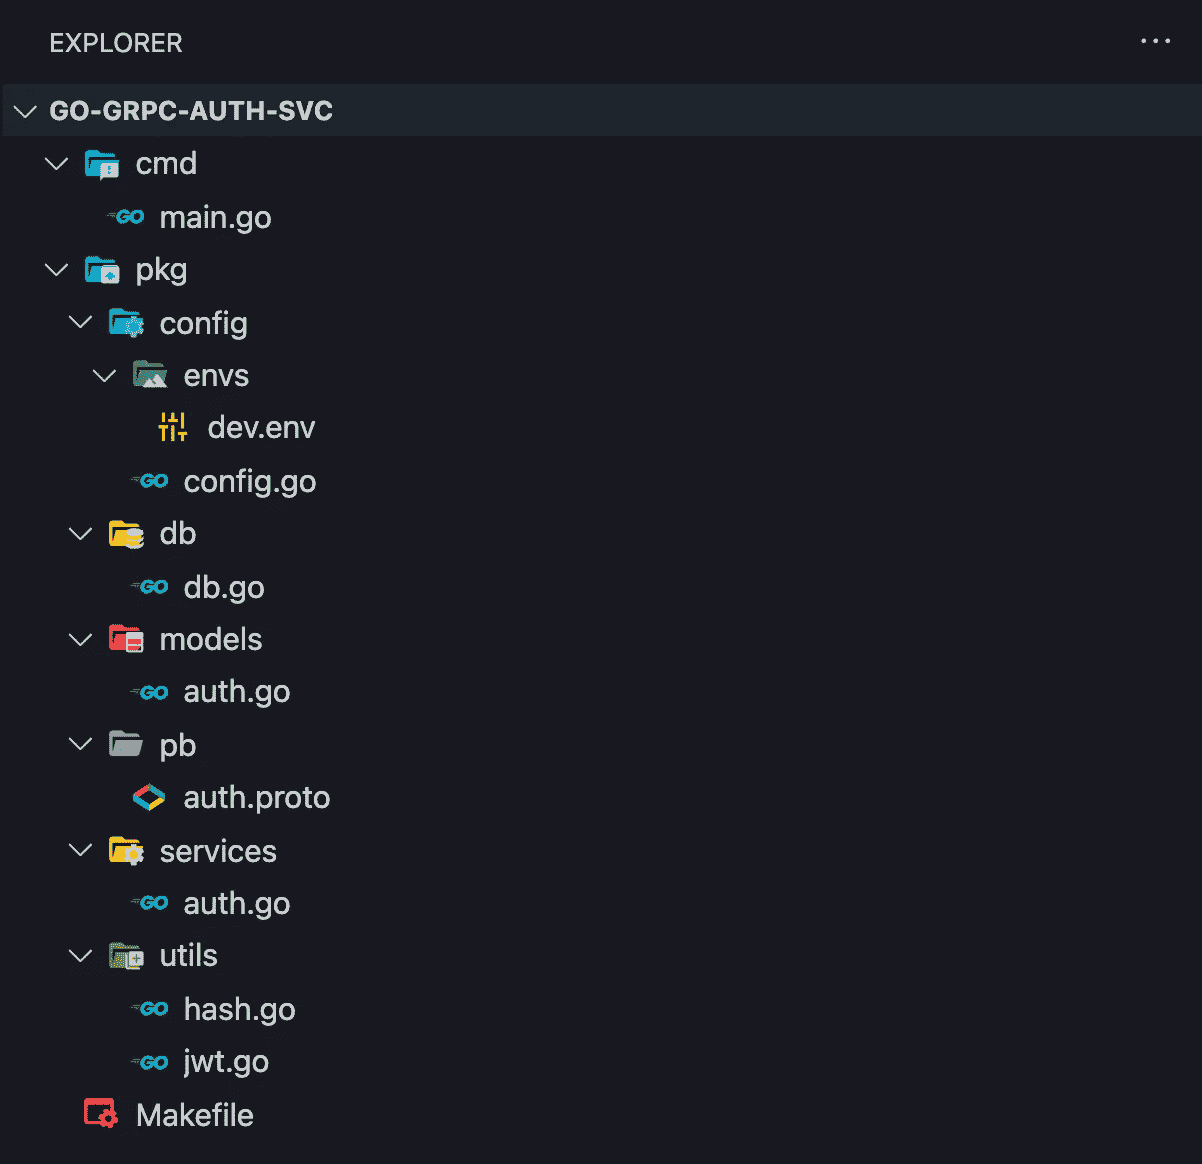 EXPLORER
GO-GRPC-AUTH-SVC
cmd
GO main.go
pkg
config
envs
dev.env
GO config.go
db
GO db.go
models
GO auth.go
pb
auth.proto
services
GO auth.go
utils
GO hash.go
GO jwt.go
Makefile